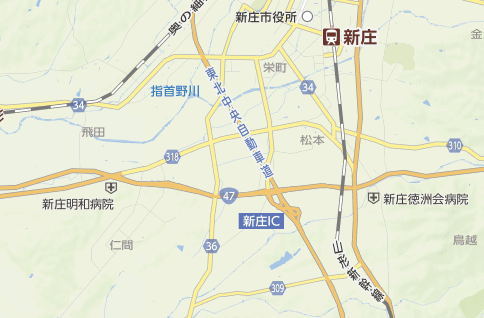 奥の細
新庄市役所
新庄
金
栄町
34
指首野川
34
東北中央自動車道
飛田
松本
318
310
47
新庄明和病院
新庄徳洲会病院
新庄IC
仁間
36
鳥越
山形新幹線
309